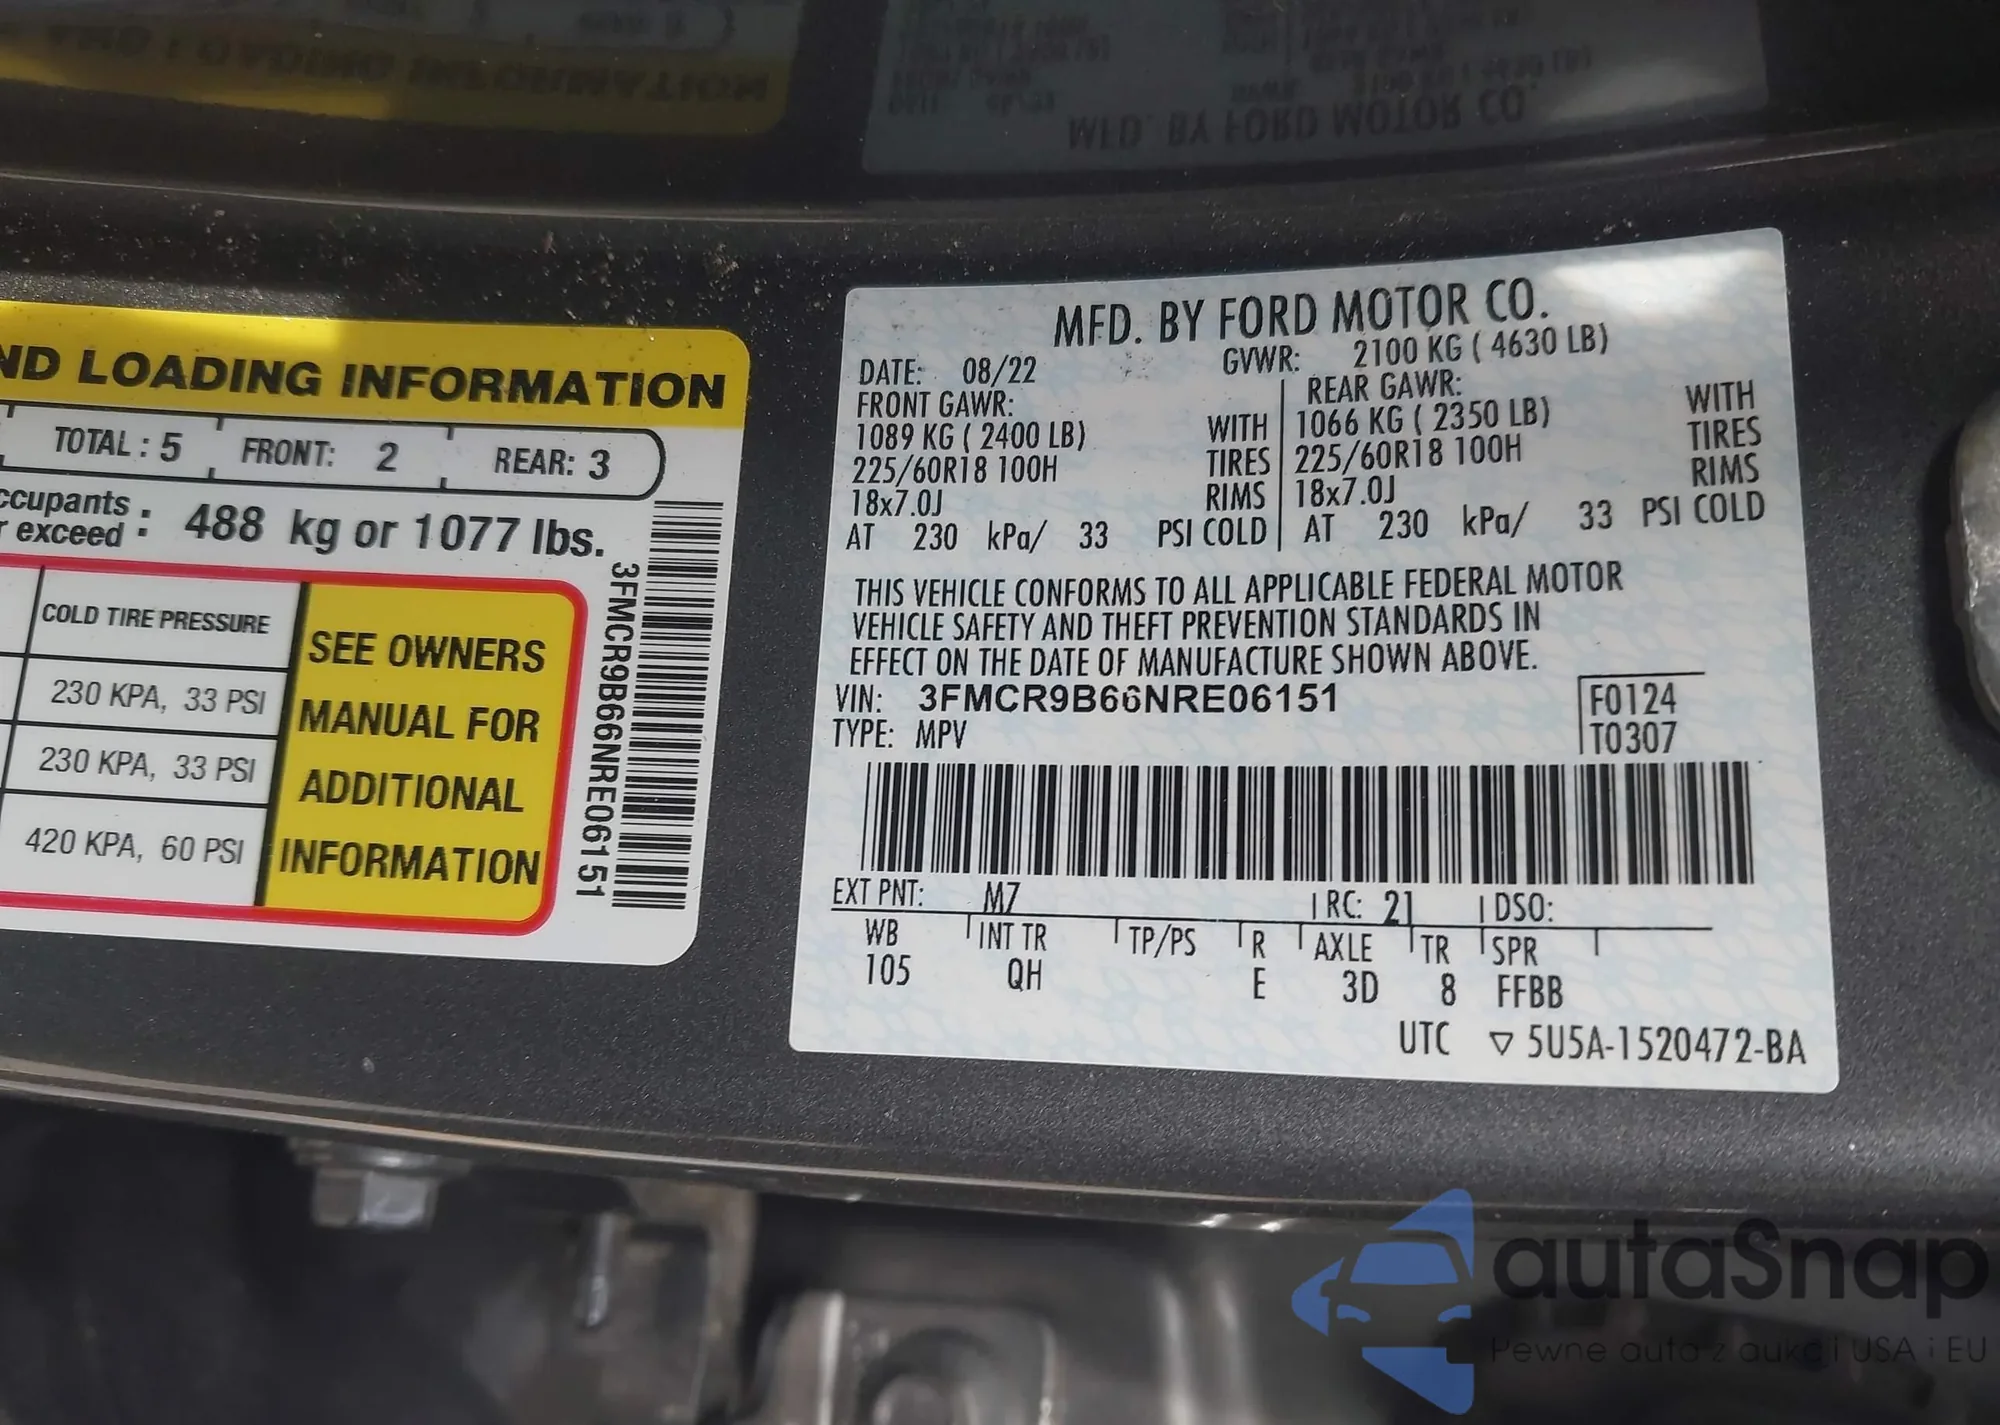 ND LOADING INFORMATION
TOTAL : 5 FRONT: 2 REAR: 3
ccupants
r exceed : 488 kg or 1077 lbs.
COLD TIRE PRESSURE
230 KPA, 33 PSI
230 KPA, 33 PSI
420 KPA, 60 PSI
SEE OWNERS
MANUAL FOR
ADDITIONAL
INFORMATION
3FMCR9B66NRE06151
MFD. BY FORD MOTOR CO.
DATE: 08/22 GVWR: 2100 KG ( 4630 LB)
FRONT GAWR: REAR GAWR:
1089 KG ( 2400 LB) WITH 1066 KG ( 2350 LB) WITH
225/60R18 100H TIRES 225/60R18 100H TIRES
18x7.0J RIMS 18x7.0J RIMS
AT 230 kPa/ 33 PSI COLD AT 230 kPa/ 33 PSI COLD
THIS VEHICLE CONFORMS TO ALL APPLICABLE FEDERAL MOTOR
VEHICLE SAFETY AND THEFT PREVENTION STANDARDS IN
EFFECT ON THE DATE OF MANUFACTURE SHOWN ABOVE.
VIN: 3FMCR9B66NRE06151 F0124
TYPE: MPV T0307
EXT PNT: M7 RC: 21 DSO:
WB INT TR TP/PS R AXLE TR SPR
105 QH E 3D 8 FFBB
UTC ▽ 5U5A-1520472-BA
autaSnap
Pewne auta z aukcji USA i EU